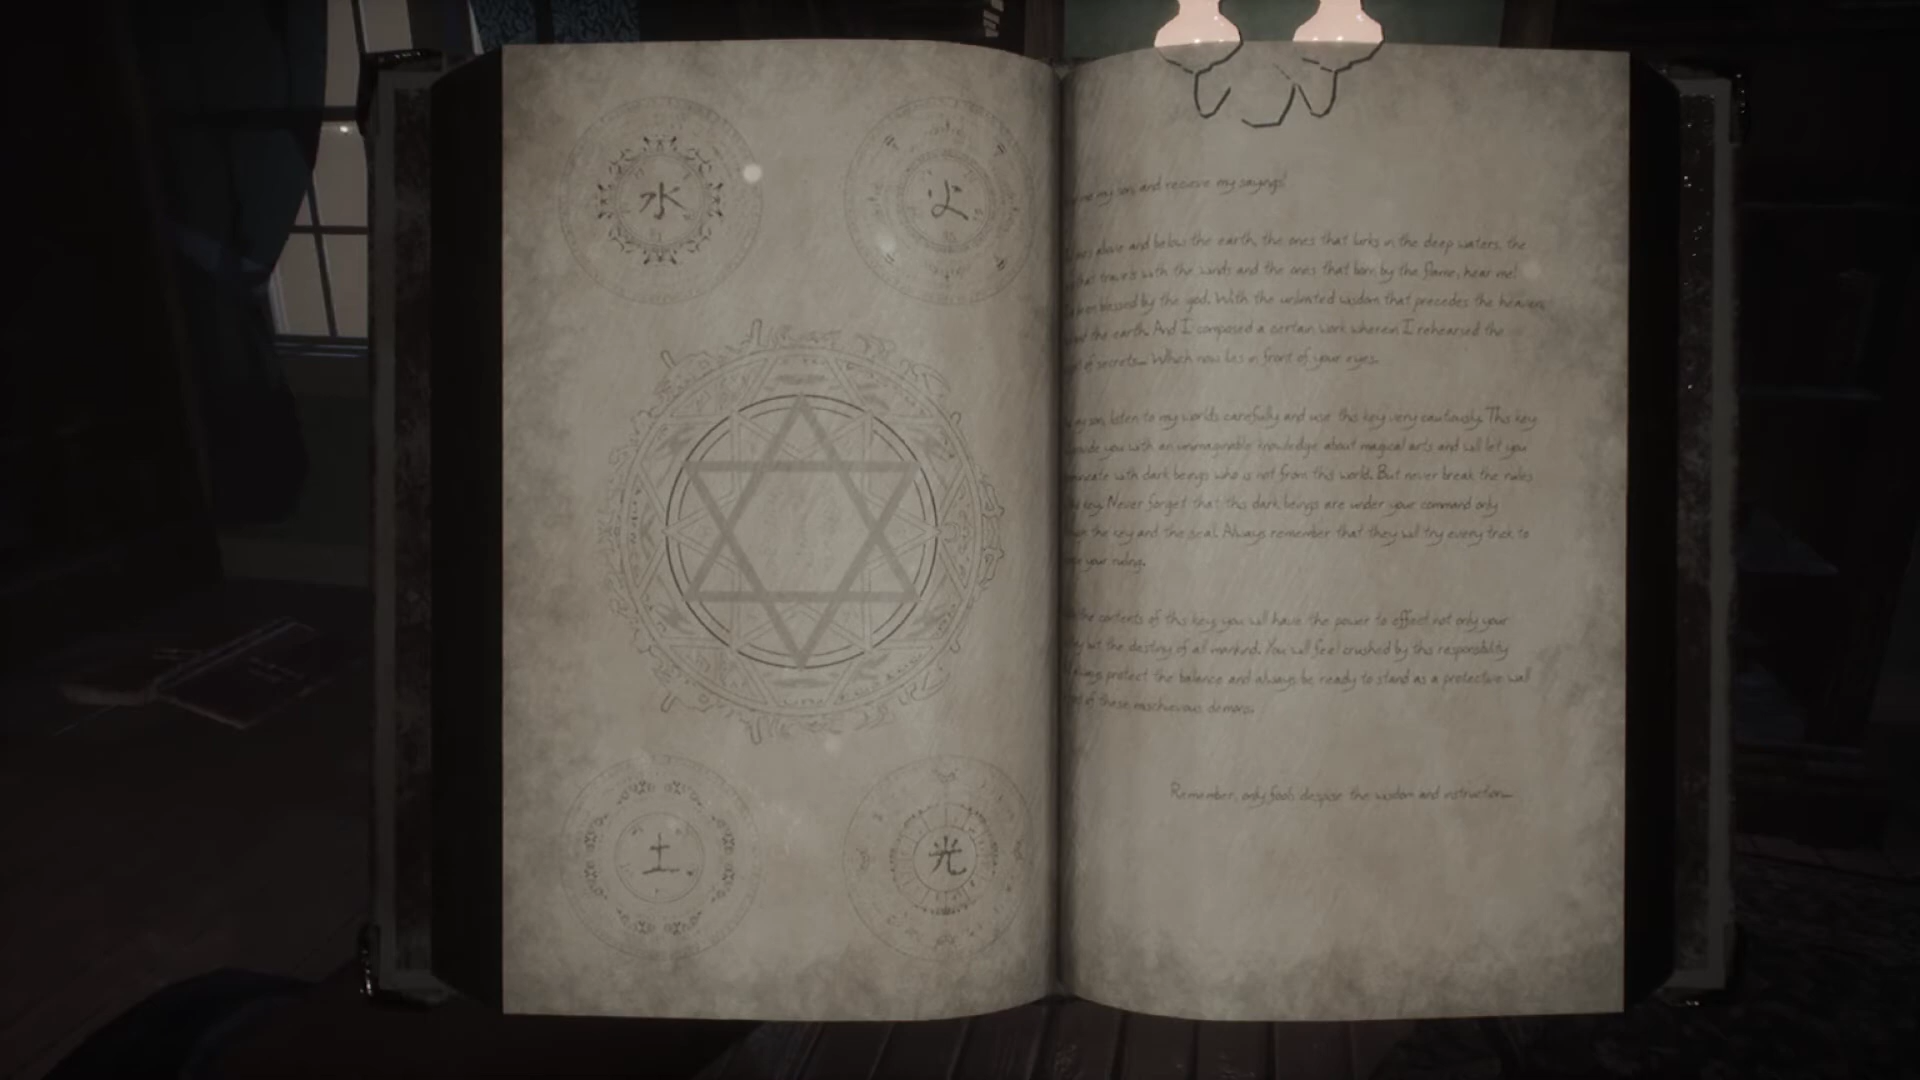 水
火
土
光
my son, and recieve my sayings!
above and below the earth, the ones that lurks in the deep waters, the
that travels with the winds and the ones that born by the flame, hear me!
blessed by the god. With the unlimited wisdom that precedes the heavens
the earth. And I composed a certain work wherein I rehearsed the
of secrets... Which now lies in front of your eyes.
my son, listen to my worlds carefully and use this key very cautiously. This key
you with an unimaginable knowledge about magical arts and will let you
with dark beings who is not from this world. But never break the rules
key. Never forget that this dark beings are under your command only
the key and the seal. Always remember that they will try every trick to
your ruling.
the contents of this key, you will have the power to effect not only your
but the destiny of all mankind. You will feel crushed by this responsibility
Always protect the balance and always be ready to stand as a protective wall
of these mischievous demons.
Remember, only fools despise the wisdom and instruction...